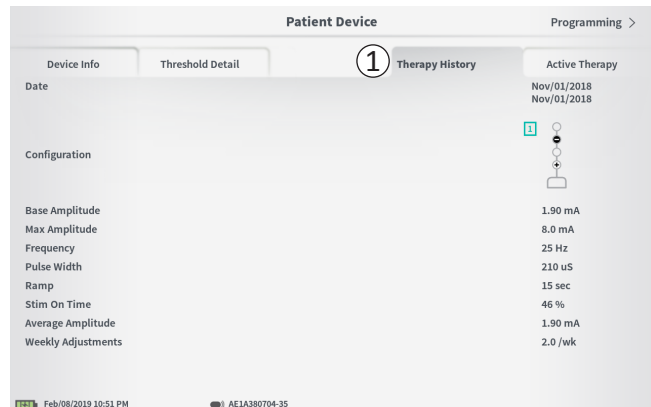 Patient Device
Programming >
Device Info
Threshold Detail
1
Therapy History
Active Therapy
Date
Nov/01/2018
Nov/01/2018
1
Configuration
Base Amplitude 1.90 mA
Max Amplitude 8.0 mA
Frequency 25 Hz
Pulse Width 210 uS
Ramp 15 sec
Stim On Time 46 %
Average Amplitude 1.90 mA
Weekly Adjustments 2.0 /wk
Feb/08/2019 10:51 PM AE1A380704-35